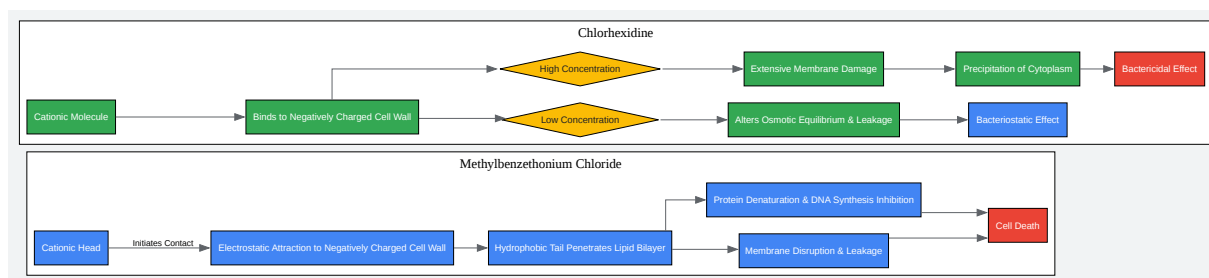 Chlorhexidine
High Concentration
Extensive Membrane Damage
Precipitation of Cytoplasm
Bactericidal Effect
Cationic Molecule
Binds to Negatively Charged Cell Wall
Low Concentration
Alters Osmotic Equilibrium & Leakage
Bacteriostatic Effect
Methylbenzethonium Chloride
Protein Denaturation & DNA Synthesis Inhibition
Cell Death
Cationic Head
Initiates Contact
Electrostatic Attraction to Negatively Charged Cell Wall
Hydrophobic Tail Penetrates Lipid Bilayer
Membrane Disruption & Leakage